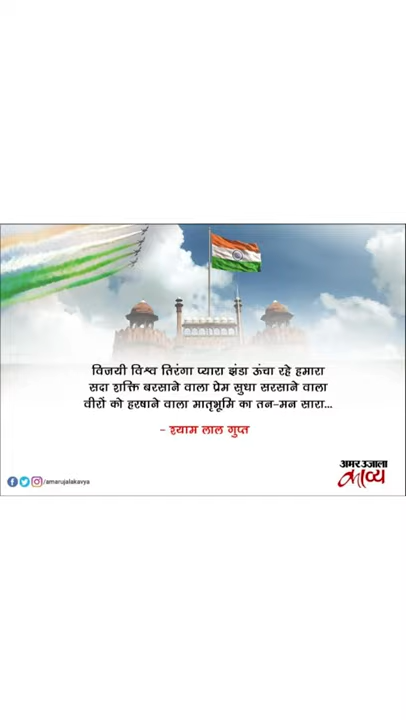 विजयी विश्व तिरंगा प्यारा झंडा ऊंचा रहे हमारा
सदा शक्ति बरसाने वाला प्रेम सुधा सरसाने वाला
वीरों को हरषाने वाला मातृभूमि का तन-मन सारा...
- श्याम लाल गुप्त
अमर उजाला
काव्य
/amarujalakavya